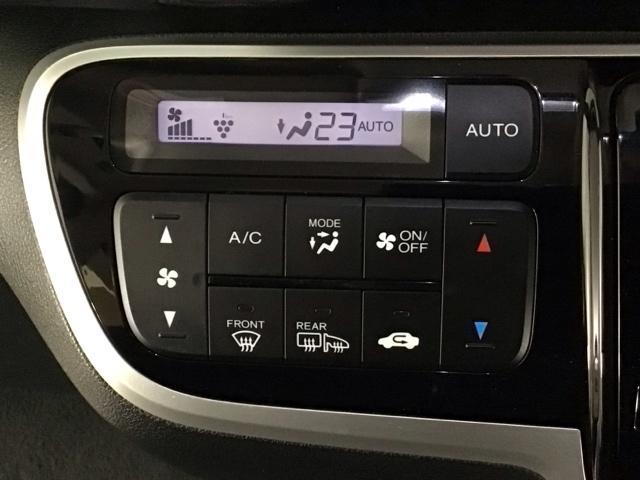 23 AUTO
AUTO
A/C
MODE
ON/
OFF
FRONT
REAR